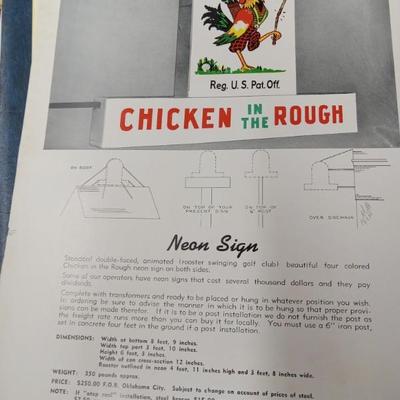 Reg. U. S. Pat. Off.
CHICKEN IN THE ROUGH
ON ROOF
ON TOP OF YOUR PRESENT SIGN
ON TOP OF 6" POST
OVER SIDEWALK
Neon Sign
Standard double-faced, animated (rooster swinging golf club) beautiful four colored
Chicken in the Rough neon sign on both sides.
Some of our operators have neon signs that cost several thousand dollars and they pay
dividends.
Complete with transformers and ready to be placed or hung in whatever position you wish.
In ordering be sure to advise the manner in which it is to be hung so that proper provi-
sions can be made therefor. If it is to be a post installation we do not furnish the post as
the freight rate runs more than you can buy it for locally. You must use a 6" iron post,
set in concrete four feet in the ground if a post installation.
DIMENSIONS: Width at bottom 8 feet, 9 inches.
Width top part 3 feet, 10 inches.
Height 6 feet, 3 inches.
Width of can cross-section 12 inches.
Rooster outlined in neon 4 feet, 11 inches high and 3 feet, 8 inches wide.
WEIGHT: 350 pounds approx.
PRICE: $250.00 F.O.B. Oklahoma City. Subject to change on account of prices of steel.
NOTE: If "atop roof" installation, steel braces $15.00